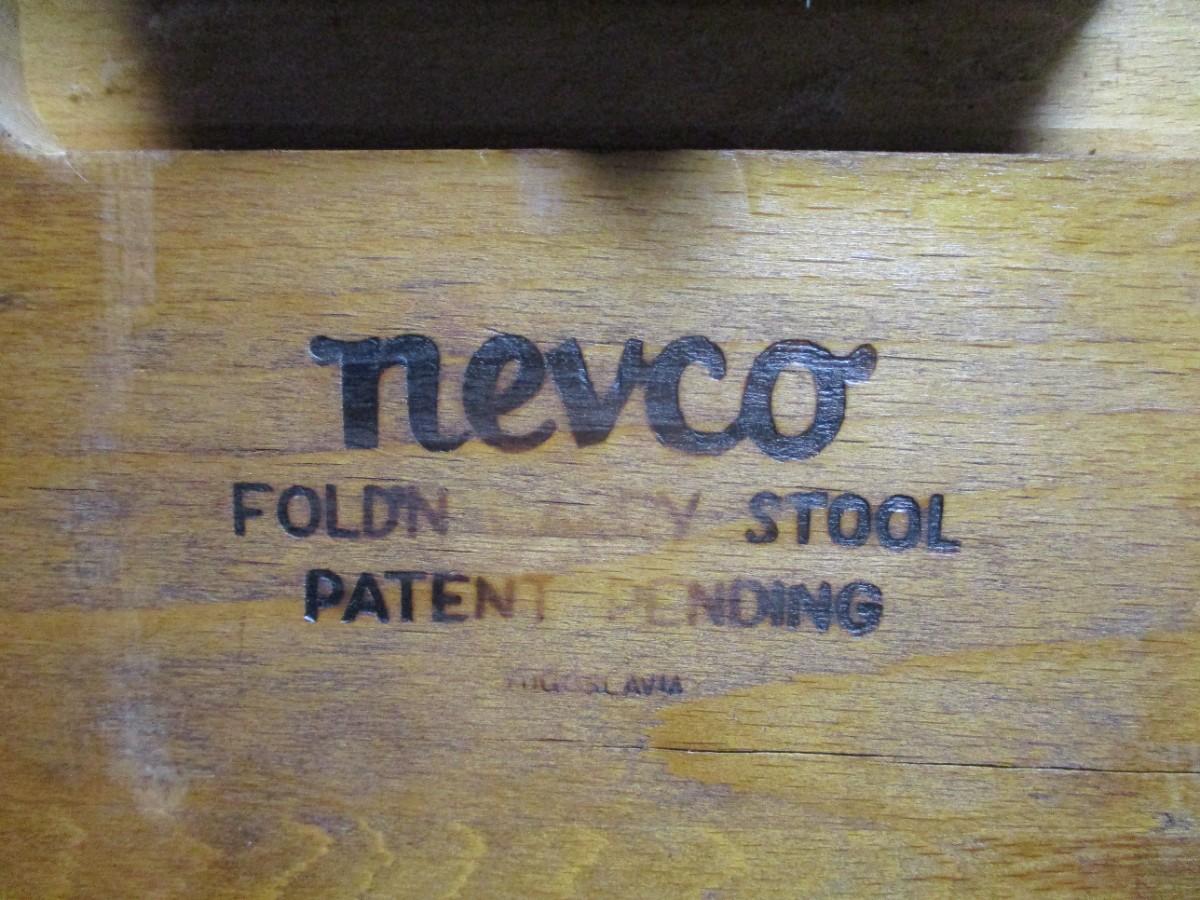 nevco
FOLDN STOOL
PATENT PENDING
YUGOSLAVIA